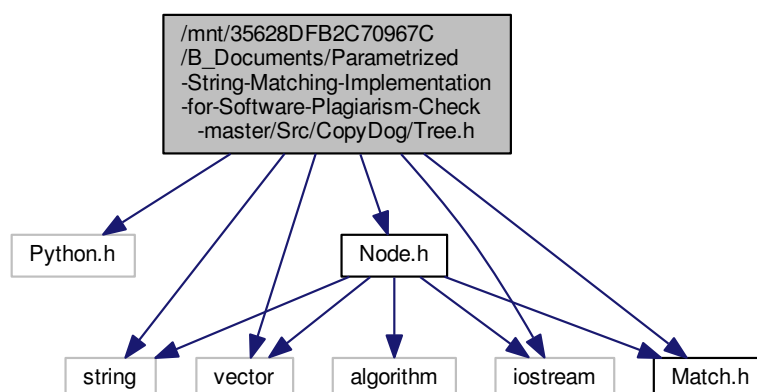 /mnt/35628DFB2C70967C
/B_Documents/Parametrized
-String-Matching-Implementation
-for-Software-Plagiarism-Check
-master/Src/CopyDog/Tree.h
Python.h
Node.h
string
vector
algorithm
iostream
Match.h